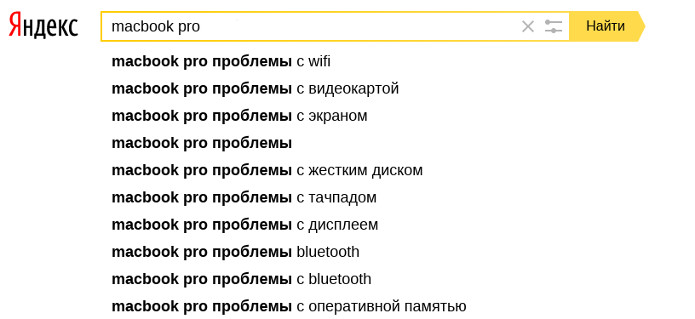 Яндекс macbook pro Найти
macbook pro проблемы с wifi
macbook pro проблемы с видеокартой
macbook pro проблемы с экраном
macbook pro проблемы
macbook pro проблемы с жестким диском
macbook pro проблемы с тачпадом
macbook pro проблемы с дисплеем
macbook pro проблемы bluetooth
macbook pro проблемы с bluetooth
macbook pro проблемы с оперативной памятью